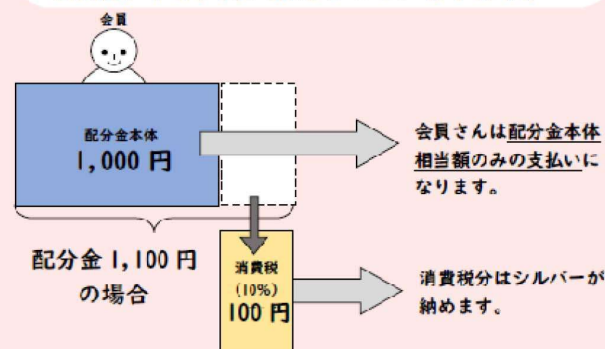 会員
配分金本体
1,000 円
会員さんは配分金本体
相当額のみの支払いに
なります。
配分金 1,100 円
の場合
消費税
(10%)
100 円
消費税分はシルバーが
納めます。